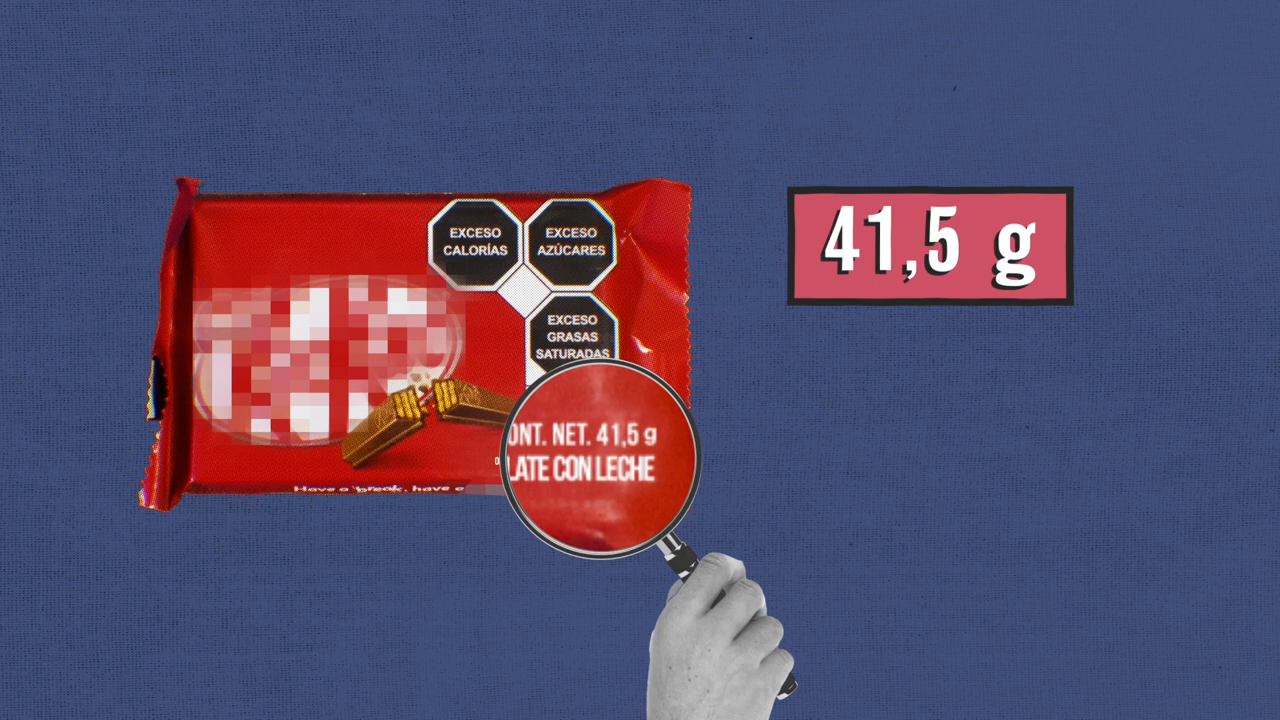 EXCESO
CALORÍAS
EXCESO
AZÚCARES
EXCESO
GRASAS
SATURADAS
ONT. NET. 41,5 g
LATE CON LECHE
Have a break, have a
41,5 g